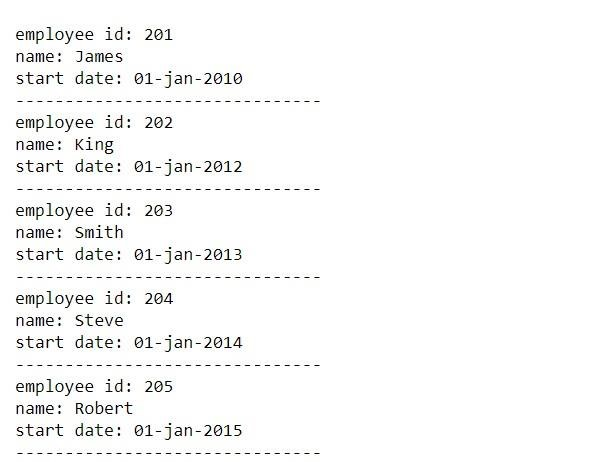 employee id: 201
name: James
start date: 01-jan-2010
-------------------------------
employee id: 202
name: King
start date: 01-jan-2012
-------------------------------
employee id: 203
name: Smith
start date: 01-jan-2013
-------------------------------
employee id: 204
name: Steve
start date: 01-jan-2014
-------------------------------
employee id: 205
name: Robert
start date: 01-jan-2015
-------------------------------